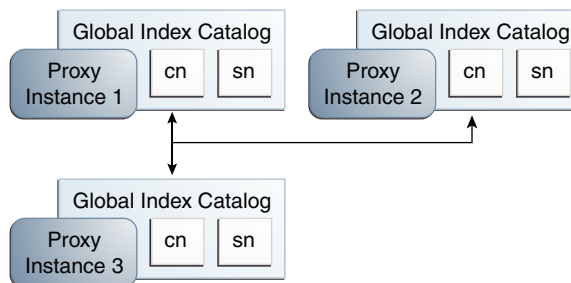 Global Index Catalog
Proxy
Instance 1
cn
sn
Global Index Catalog
Proxy
Instance 2
cn
sn
Global Index Catalog
Proxy
Instance 3
cn
sn